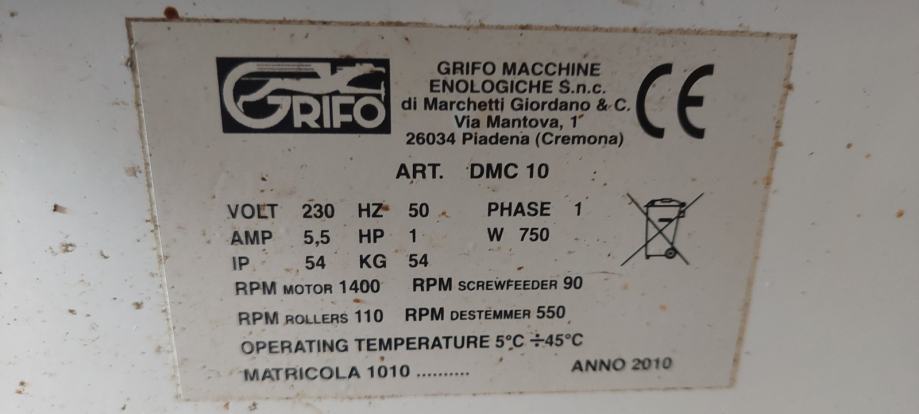 GRIFO
GRIFO MACCHINE
ENOLOGICHE S.n.c.
di Marchetti Giordano & C.
Via Mantova, 1
26034 Piadena (Cremona)
CE
ART. DMC 10
VOLT 230 HZ 50 PHASE 1
AMP 5,5 HP 1 W 750
IP 54 KG 54
RPM MOTOR 1400 RPM SCREWFEEDER 90
RPM ROLLERS 110 RPM DESTEMMER 550
OPERATING TEMPERATURE 5°C ÷45°C
MATRICOLA 1010 .......... ANNO 2010